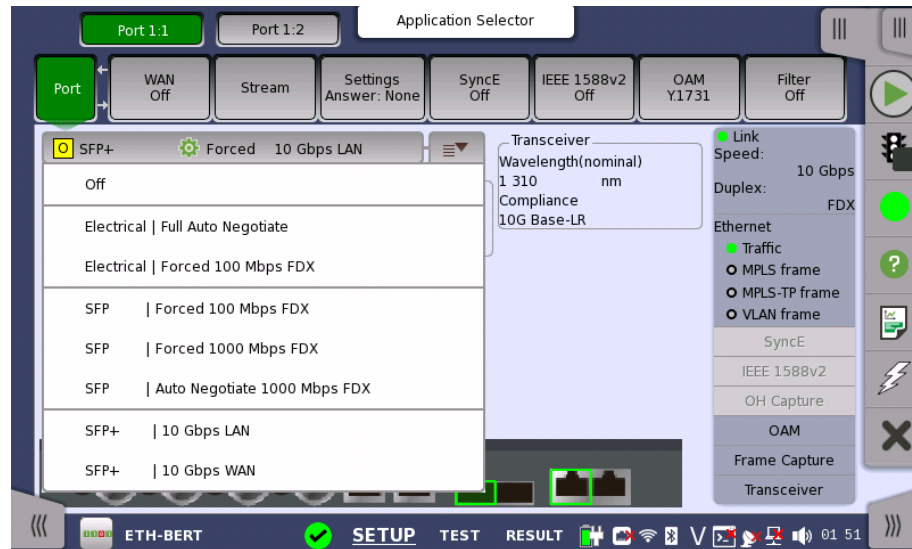 Application Selector
Port 1:1
Port 1:2
Port
WAN
Off
Stream
Settings
Answer: None
SyncE
Off
IEEE 1588v2
Off
OAM
Y.1731
Filter
Off
O SFP+ Forced 10 Gbps LAN
Off
Electrical | Full Auto Negotiate
Electrical | Forced 100 Mbps FDX
SFP | Forced 100 Mbps FDX
SFP | Forced 1000 Mbps FDX
SFP | Auto Negotiate 1000 Mbps FDX
SFP+ | 10 Gbps LAN
SFP+ | 10 Gbps WAN
Transceiver
Wavelength(nominal)
1 310 nm
Compliance
10G Base-LR
Link
Speed:
10 Gbps
Duplex:
FDX
Ethernet
Traffic
MPLS frame
MPLS-TP frame
VLAN frame
SyncE
IEEE 1588v2
OH Capture
OAM
Frame Capture
Transceiver
ETH-BERT
SETUP
TEST
RESULT
V
01 51